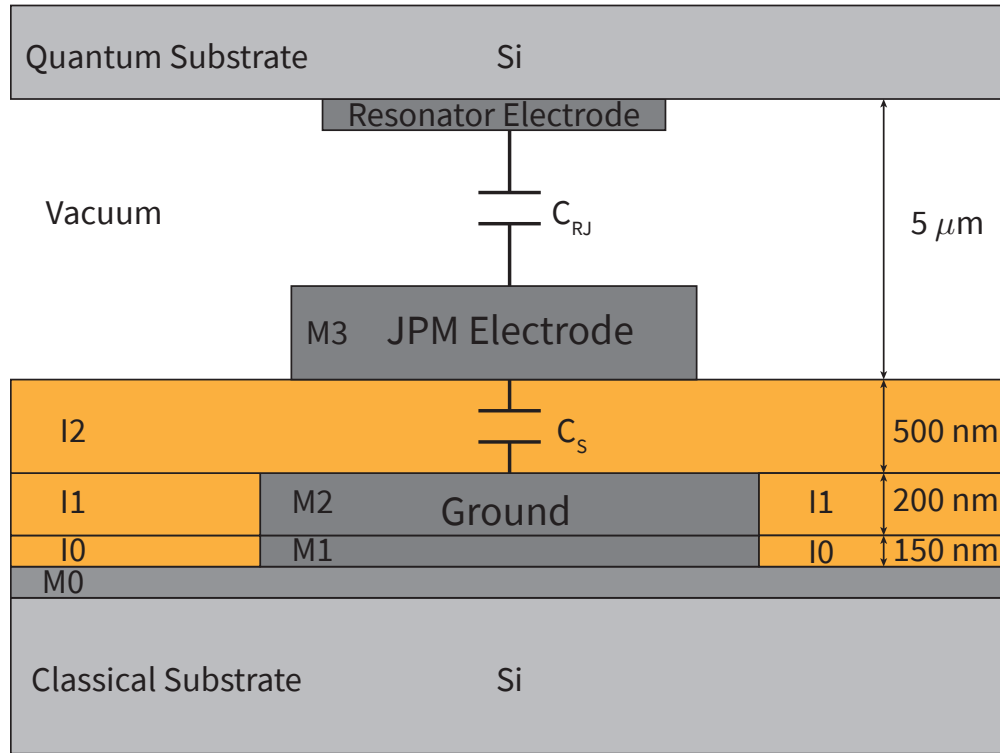 Quantum Substrate Si
Resonator Electrode
Vacuum
C_RJ
5 μm
M3 JPM Electrode
I2
C_S
500 nm
I1
M2
Ground
I1
200 nm
I0
M1
I0
150 nm
M0
Classical Substrate Si